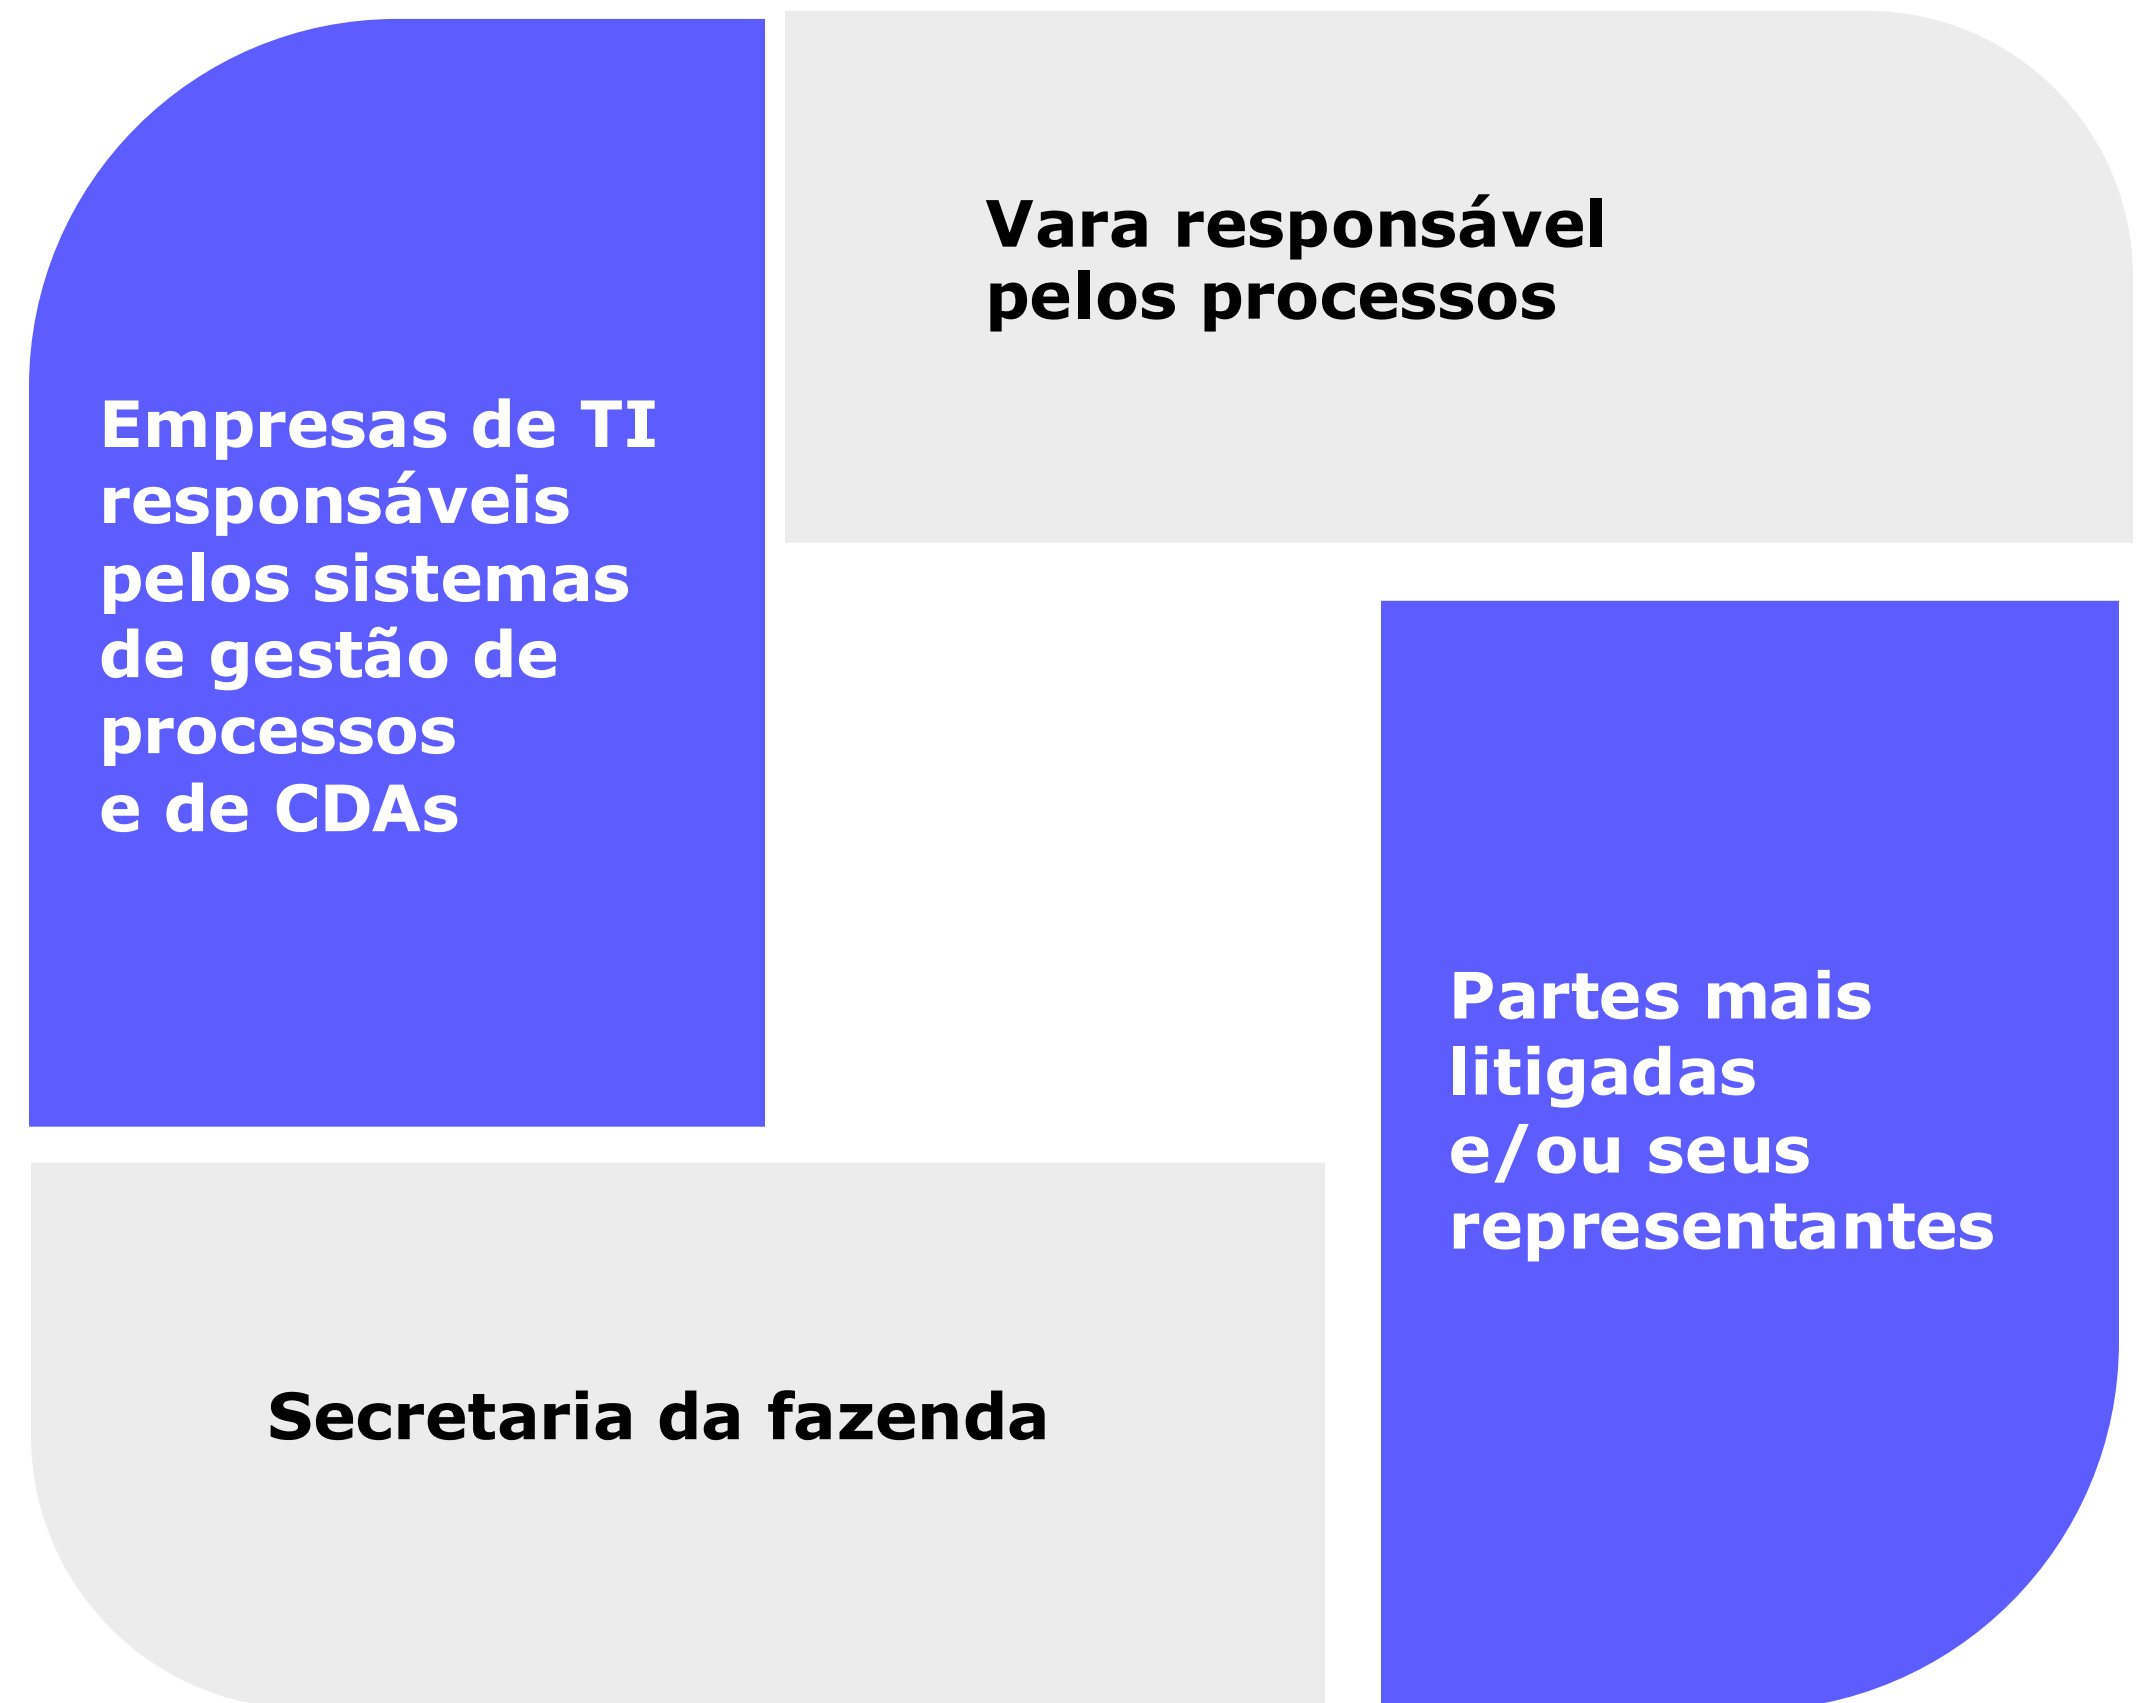 Empresas de TI
responsáveis
pelos sistemas
de gestão de
processos
e de CDAs
Vara responsável
pelos processos
Partes mais
litigadas
e/ou seus
representantes
Secretaria da fazenda